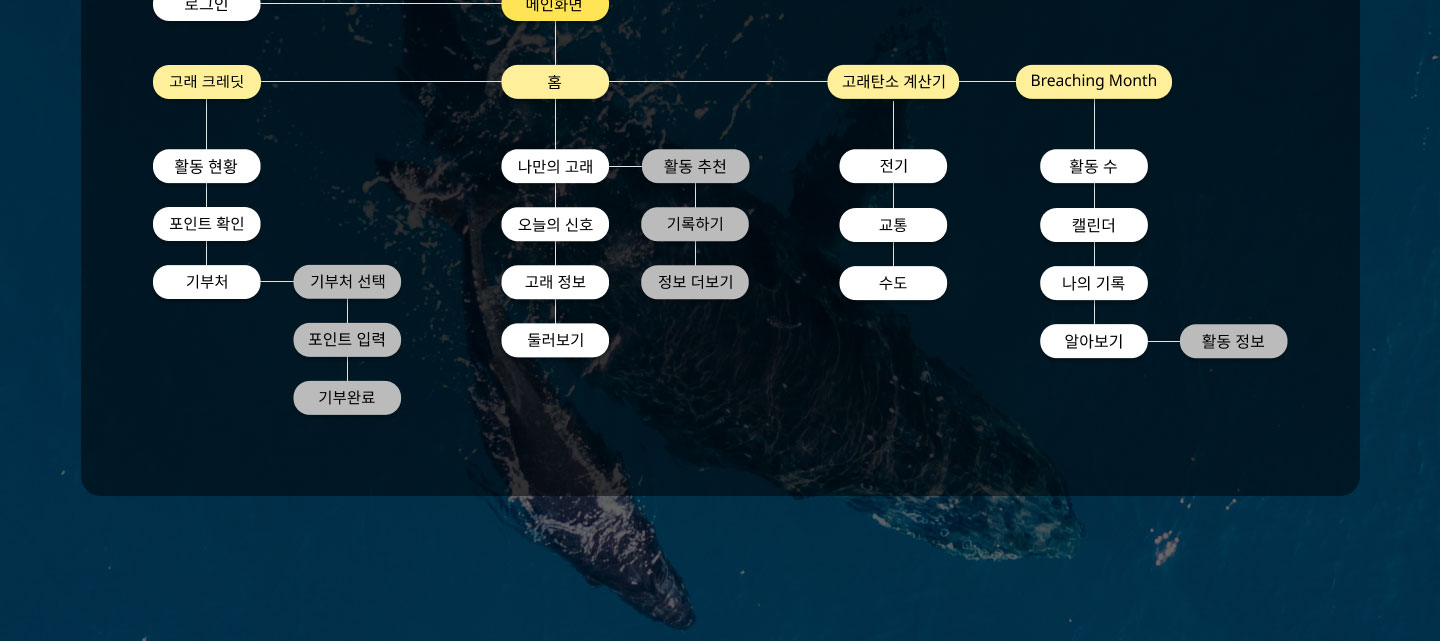 로그인
메인화면
고래 크레딧
홈
고래탄소 계산기
Breaching Month
활동 현황
나만의 고래
활동 추천
전기
활동 수
포인트 확인
오늘의 신호
기록하기
교통
캘린더
기부처
기부처 선택
고래 정보
정보 더보기
수도
나의 기록
포인트 입력
둘러보기
알아보기
활동 정보
기부완료